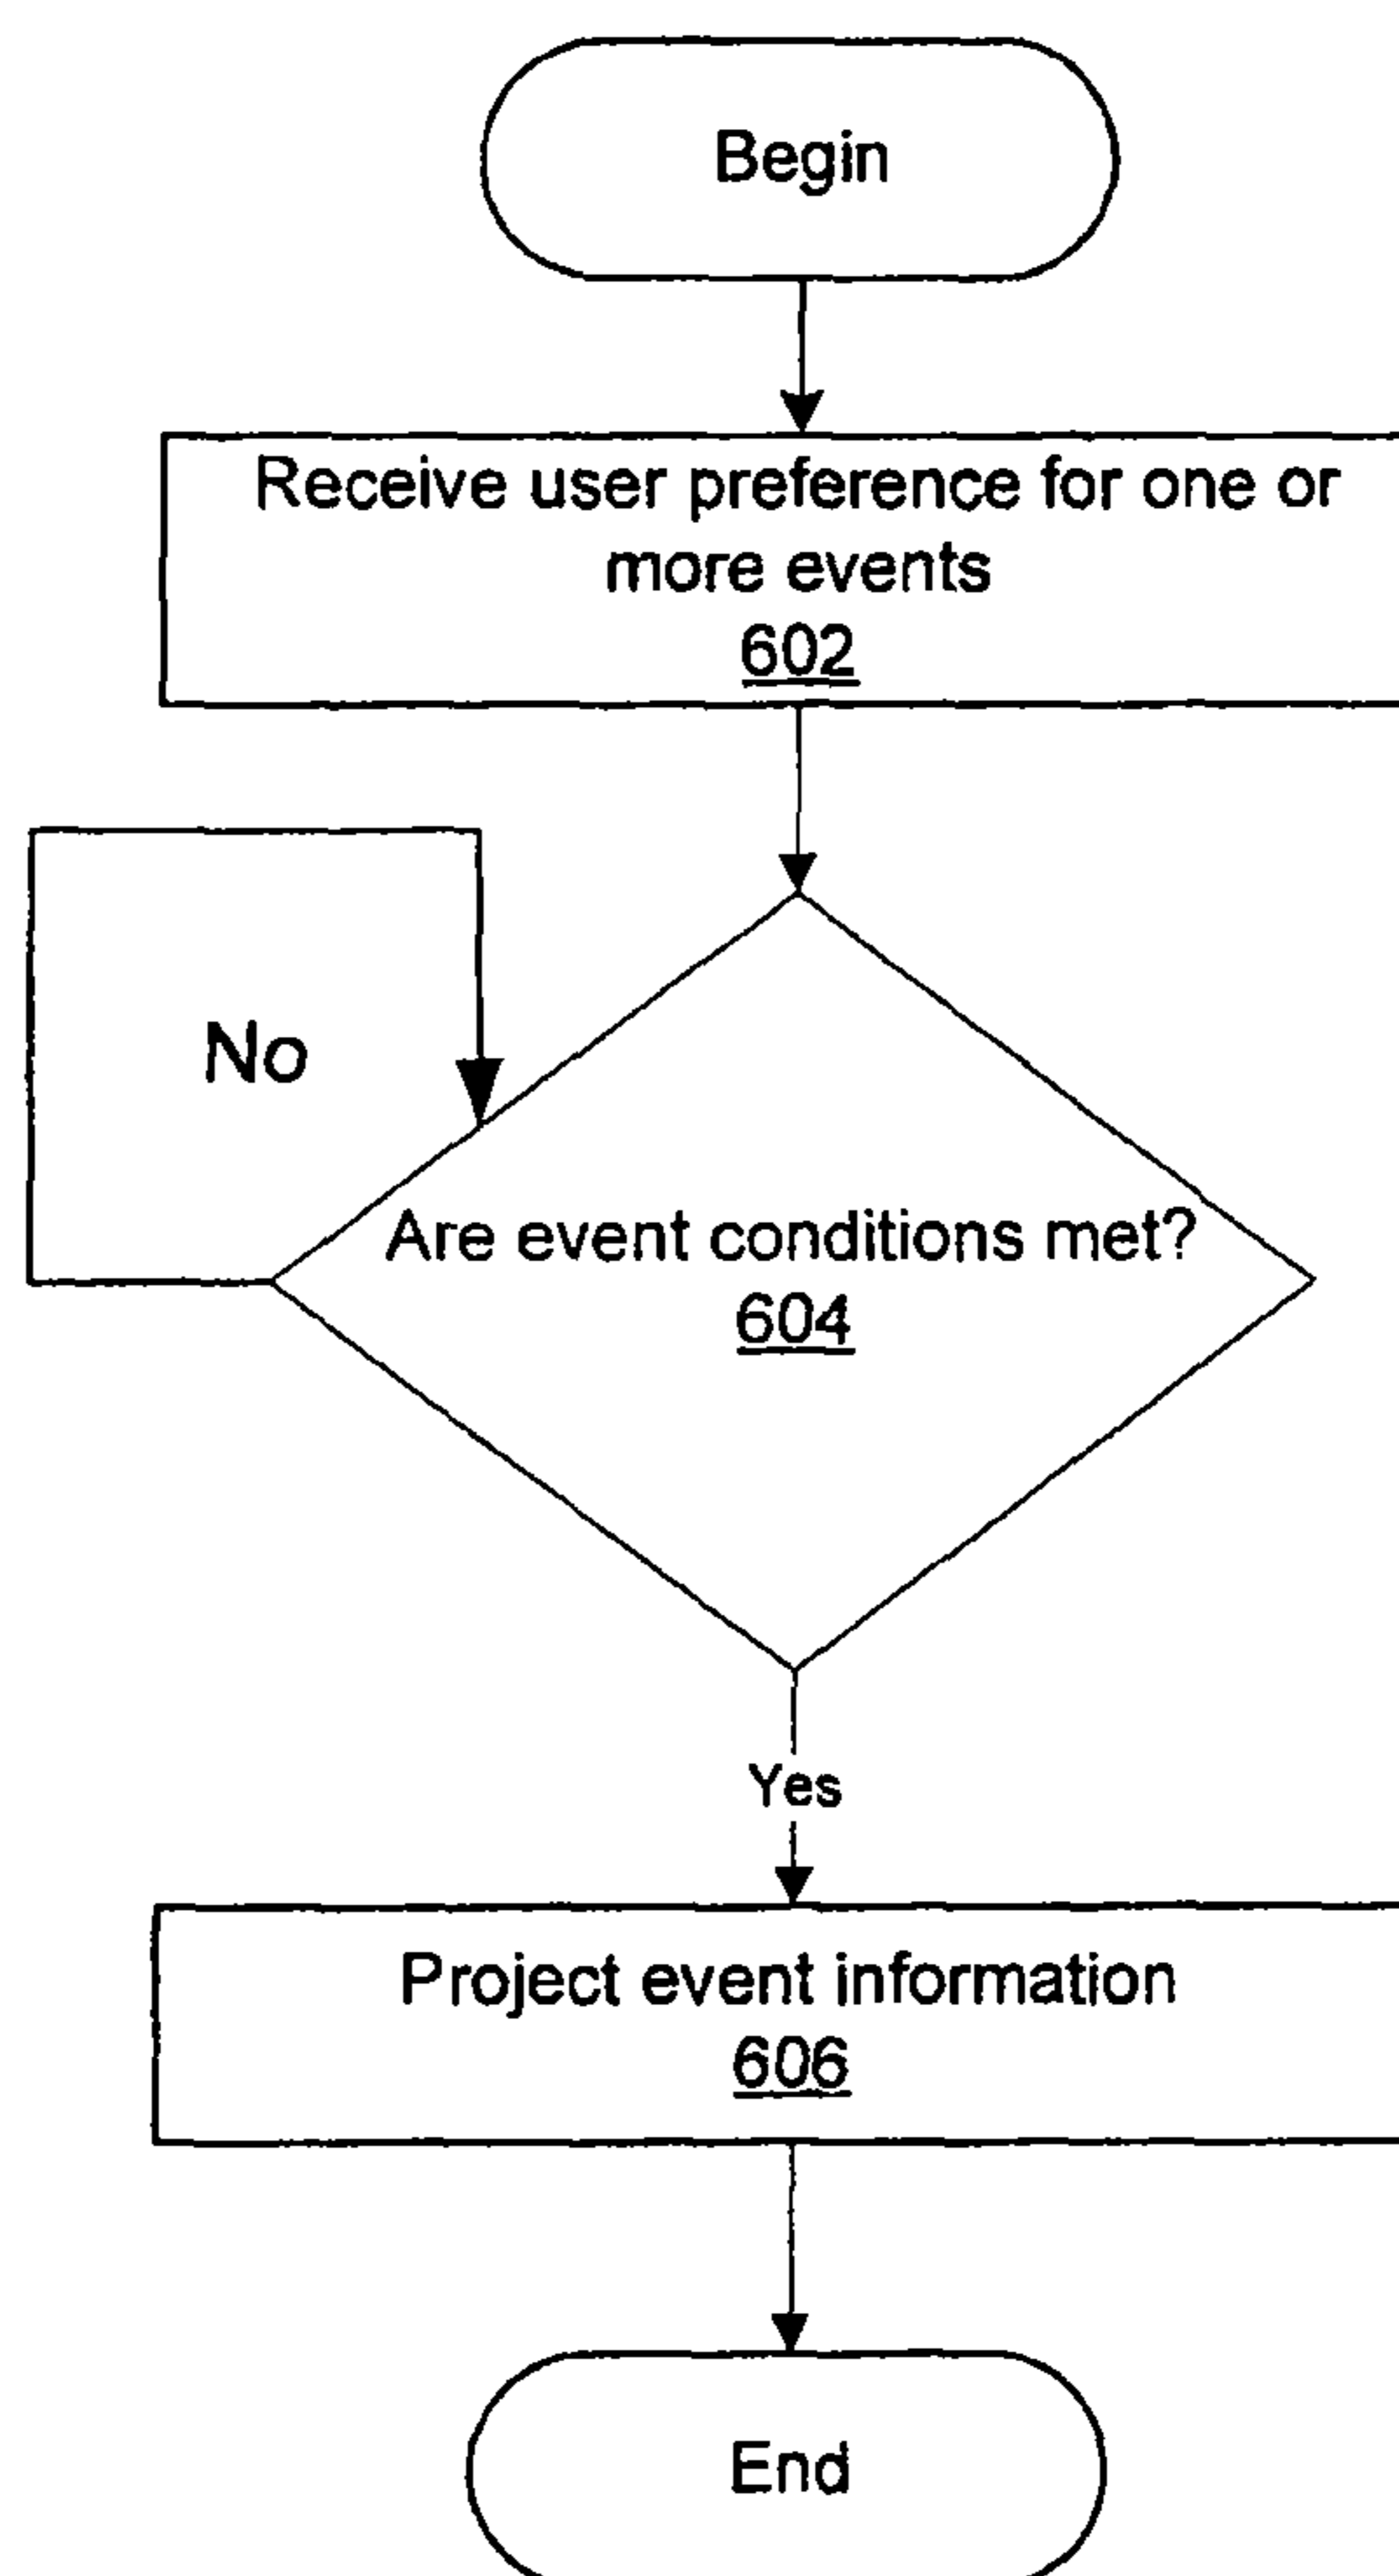 Begin
Receive user preference for one or
more events
602
No
Are event conditions met?
604
Yes
Project event information
606
End